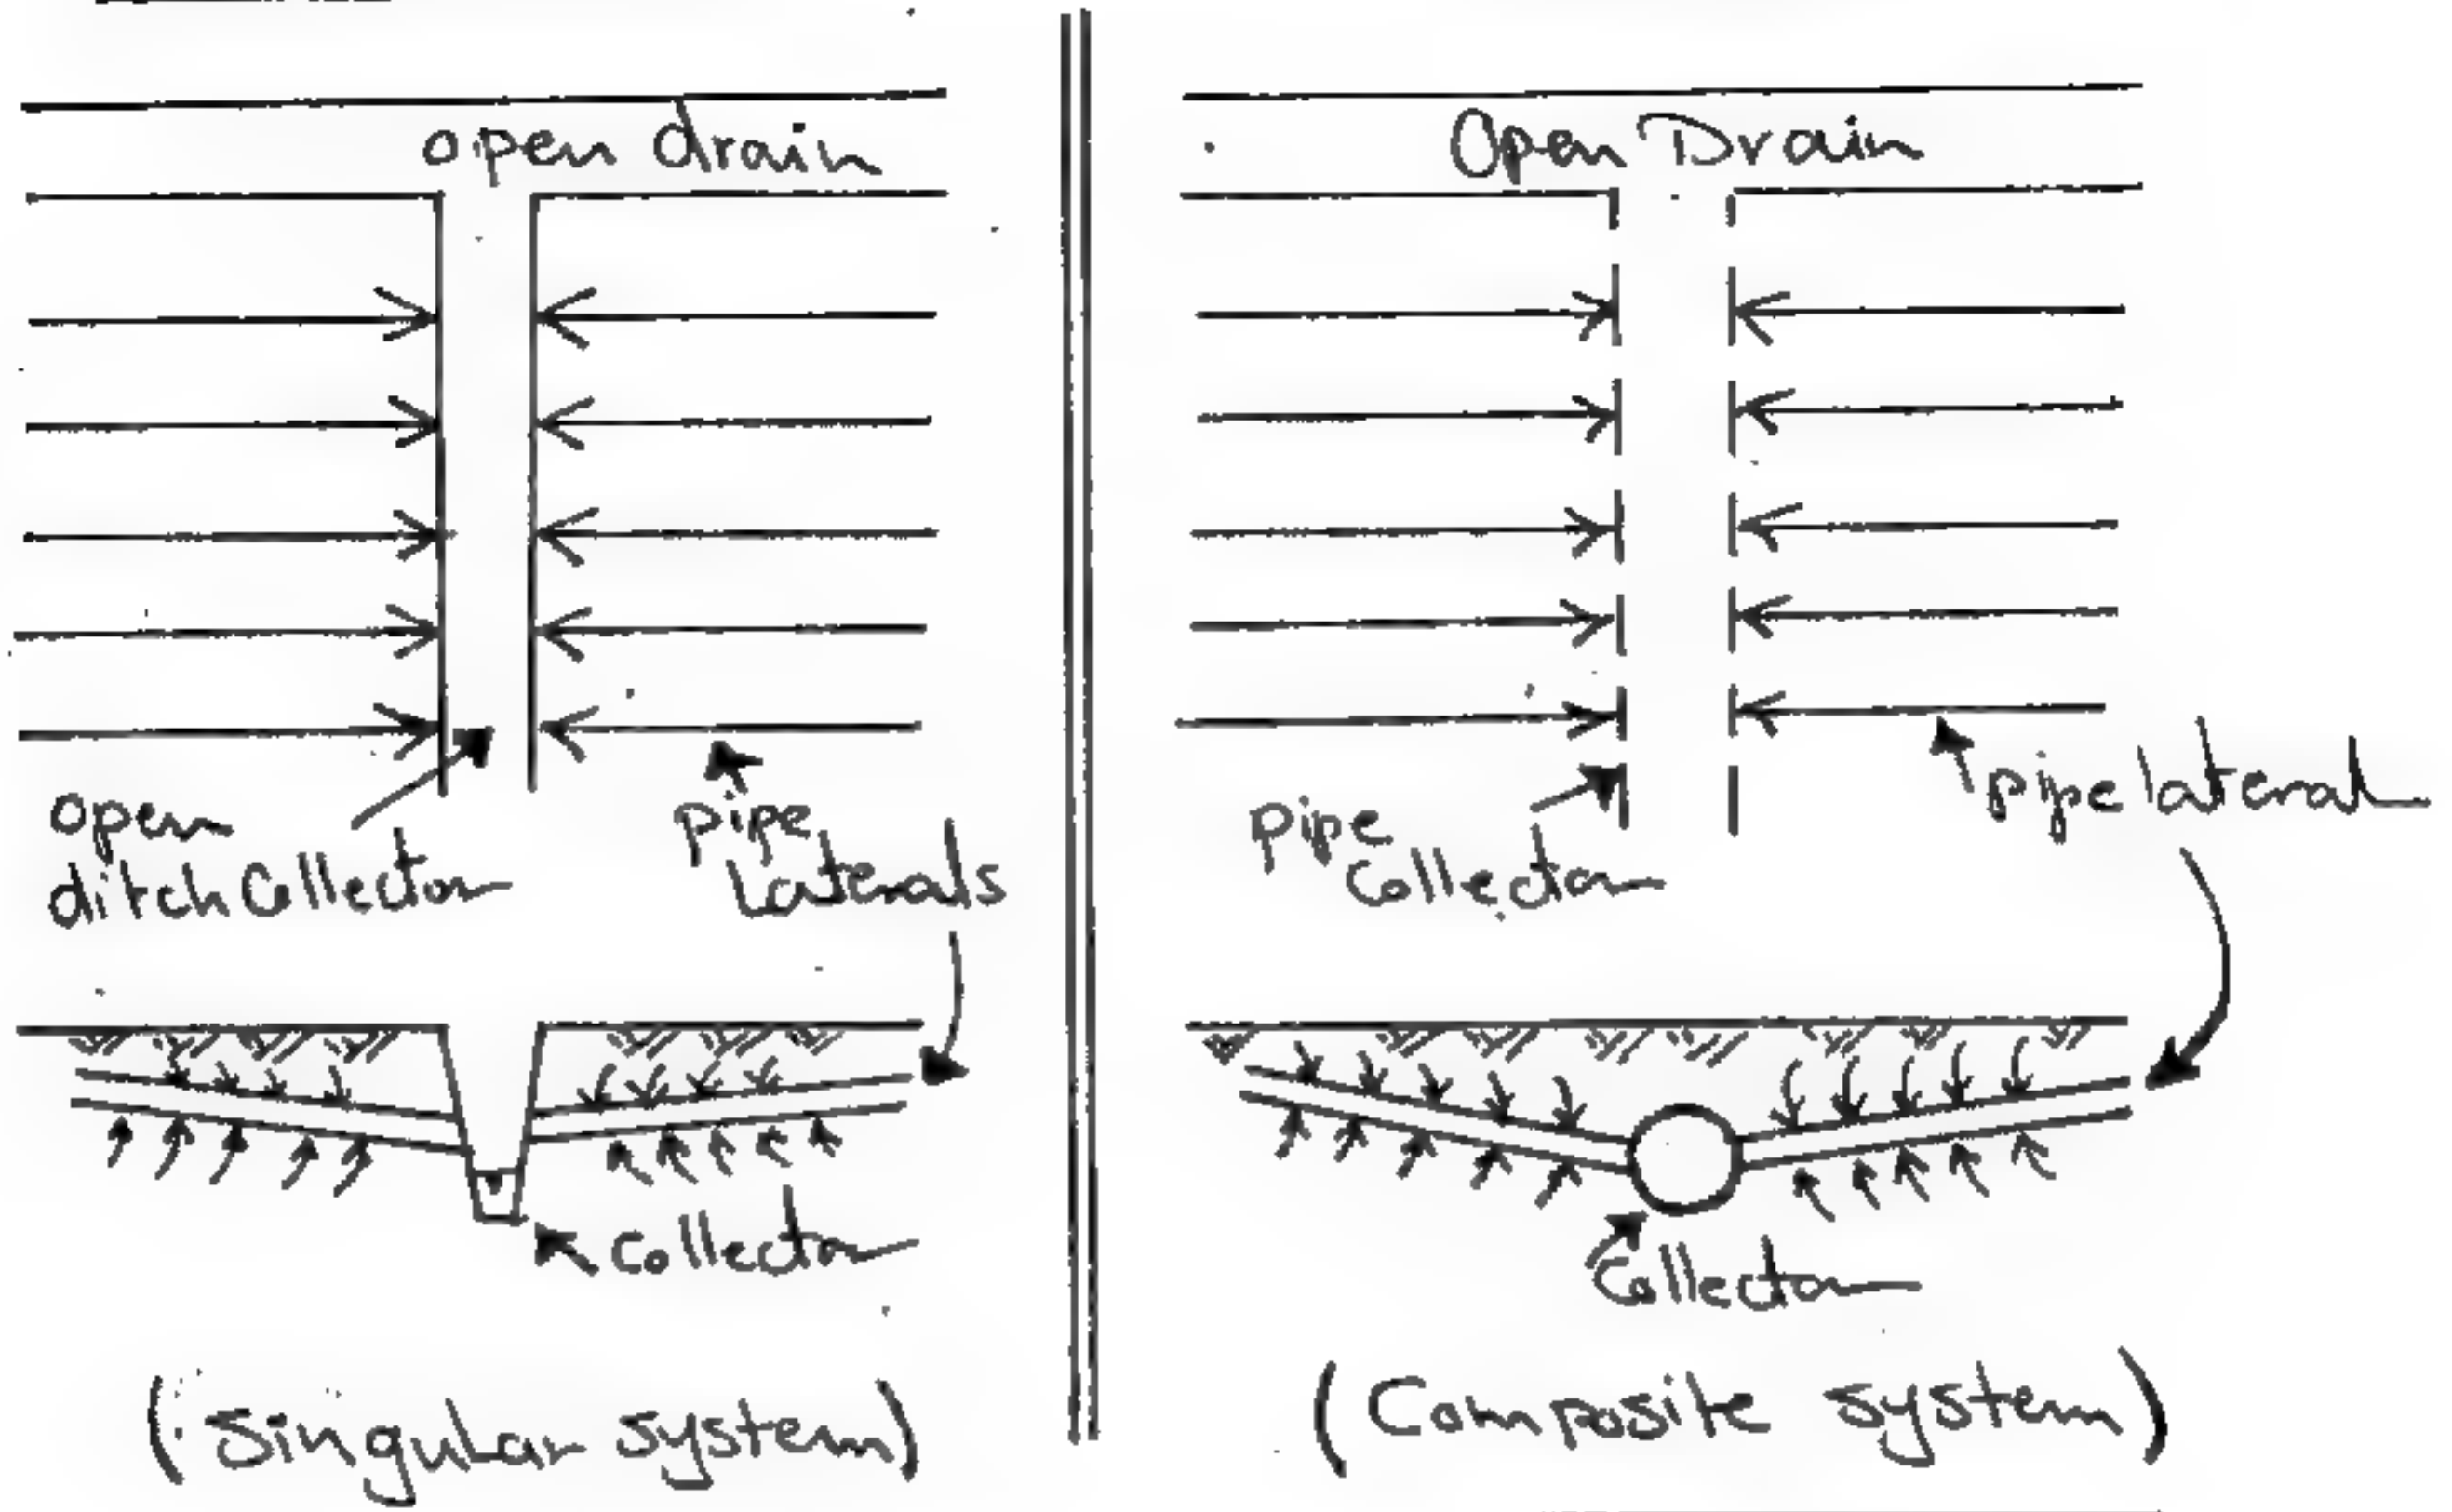 open drain
open
ditch Collector
pipe
Laterals
collector
(Singular system)
Open Drain
pipe
Collector
pipe lateral
Collector
(Composite system)